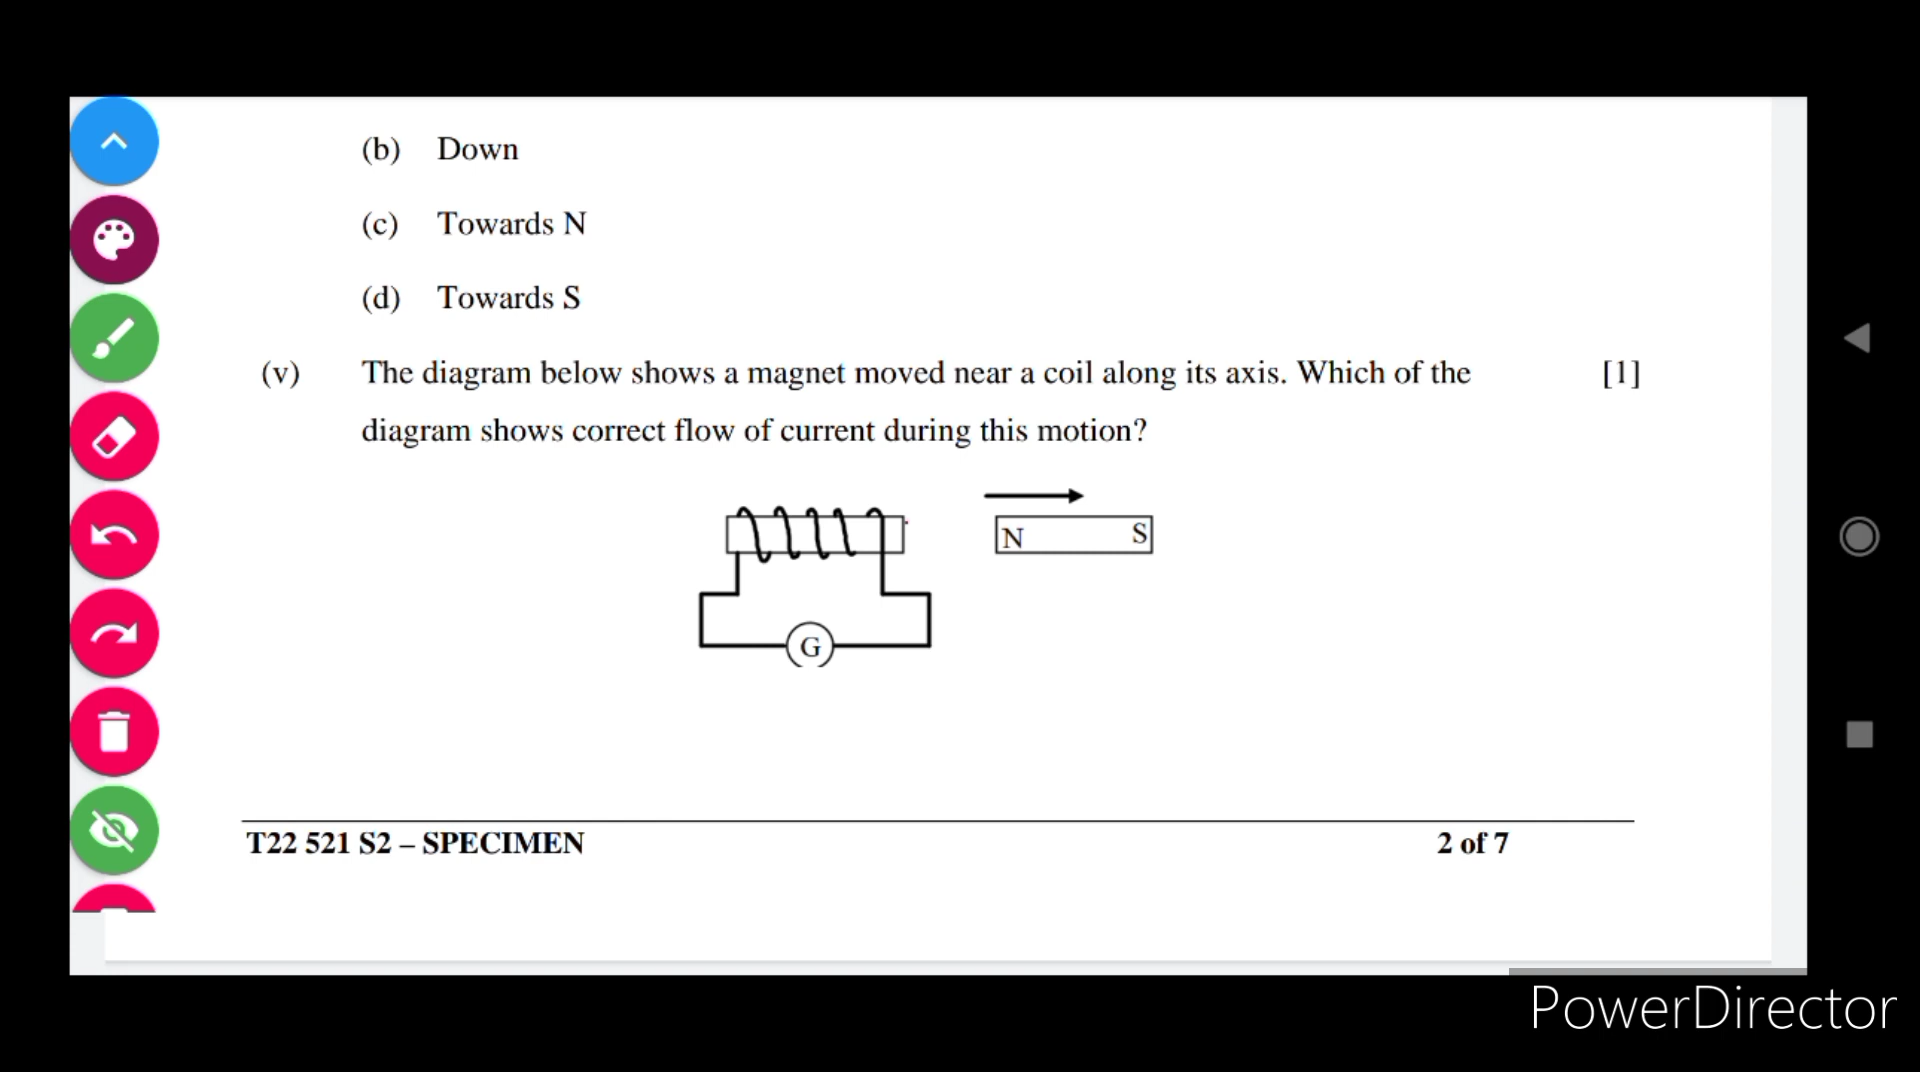 (b) Down
(c) Towards N
(d) Towards S
(v) The diagram below shows a magnet moved near a coil along its axis. Which of the [1]
diagram shows correct flow of current during this motion?
N S
G
T22 521 S2 – SPECIMEN 2 of 7
PowerDirector